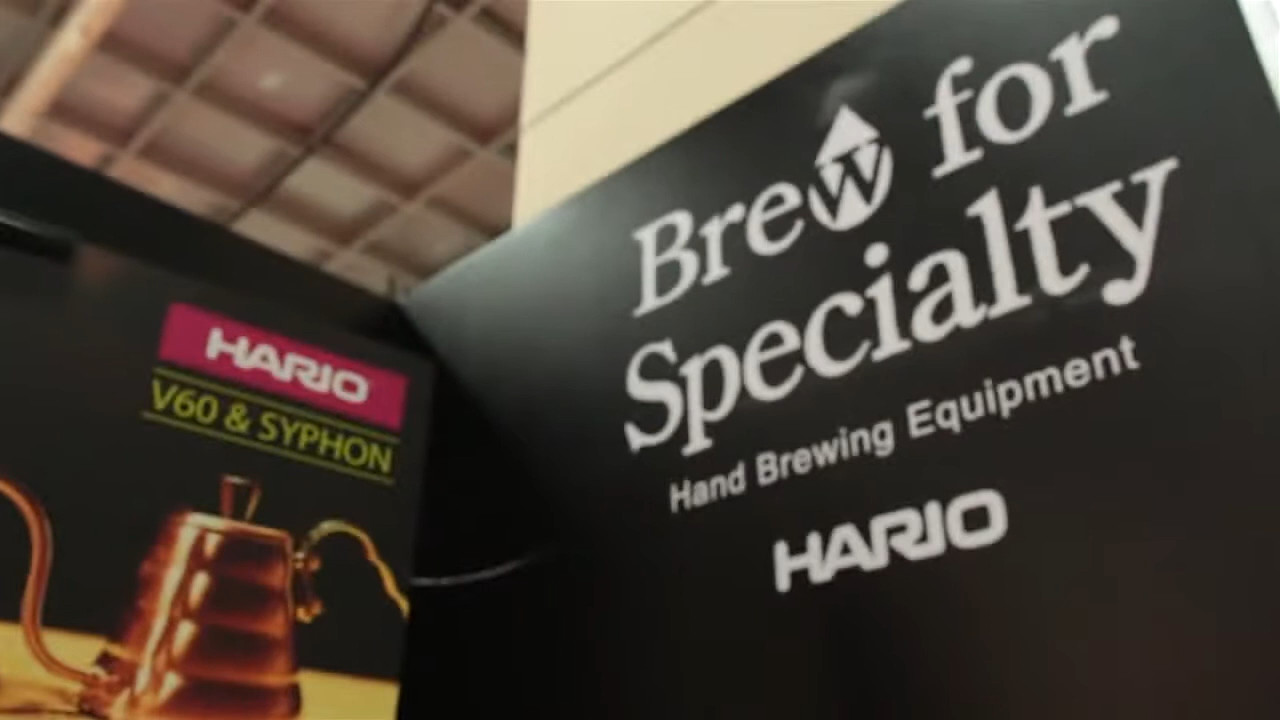 HARIO
V60 & SYPHON
Brew for
Specialty
Hand Brewing Equipment
HARIO